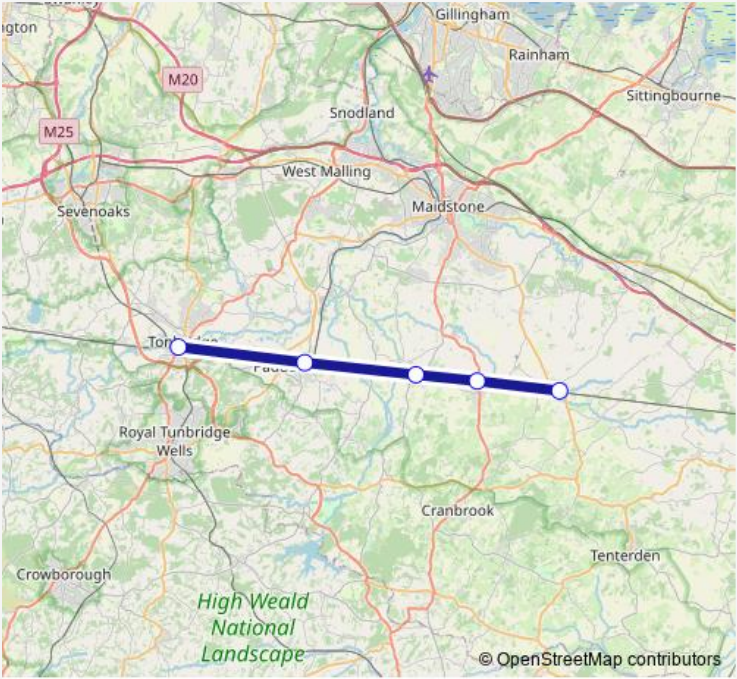 Gillingham
Rainham
M20
Sittingbourne
Snodland
M25
West Malling
Sevenoaks
Maidstone
Royal Tunbridge
Wells
Cranbrook
Tenterden
Crowborough
High Weald
National
Landscape
© OpenStreetMap contributors